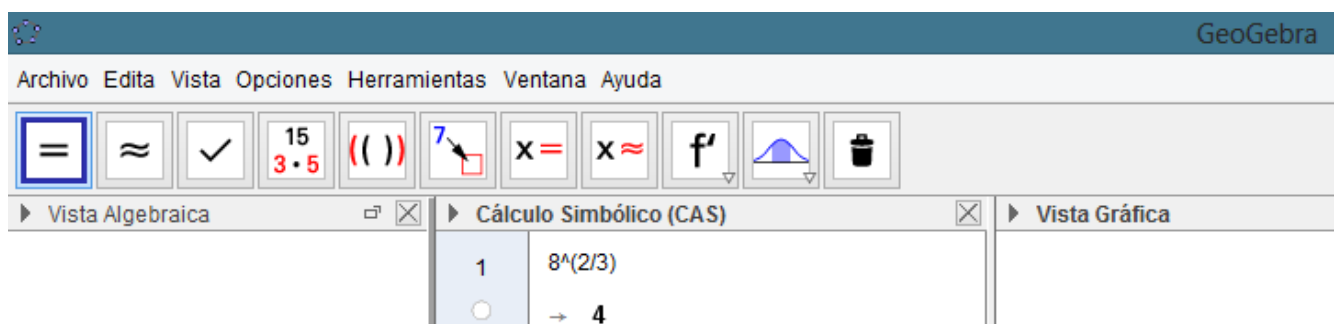 GeoGebra
Archivo Edita Vista Opciones Herramientas Ventana Ayuda
= ≈ ✓ 15 3 • 5 (( )) 7 x = x ≈ f′
Vista Algebraica
Cálculo Simbólico (CAS)
Vista Gráfica
1 8^(2/3)
→ 4